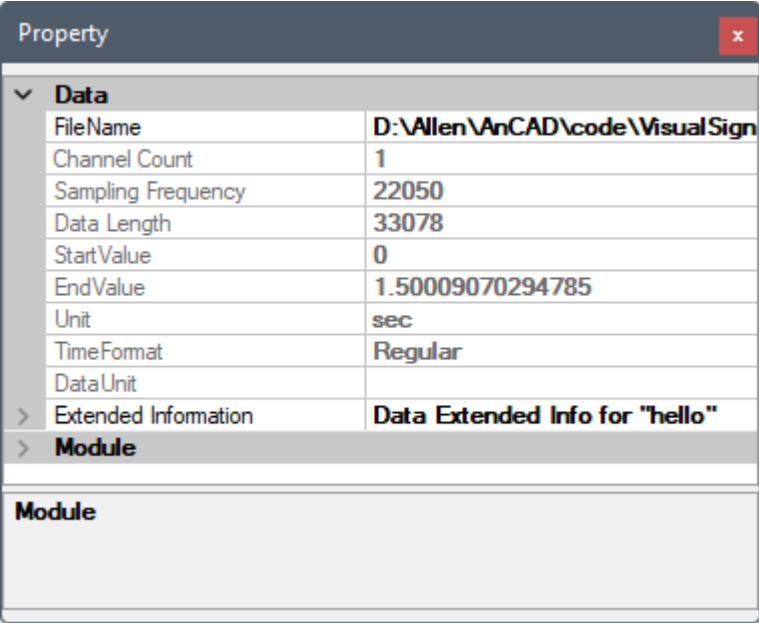 Property
x
Data
FileName D:\Allen\AnCAD\code\VisualSign
Channel Count 1
Sampling Frequency 22050
Data Length 33078
StartValue 0
EndValue 1.50009070294785
Unit sec
TimeFormat Regular
DataUnit
Extended Information Data Extended Info for "hello"
Module
Module